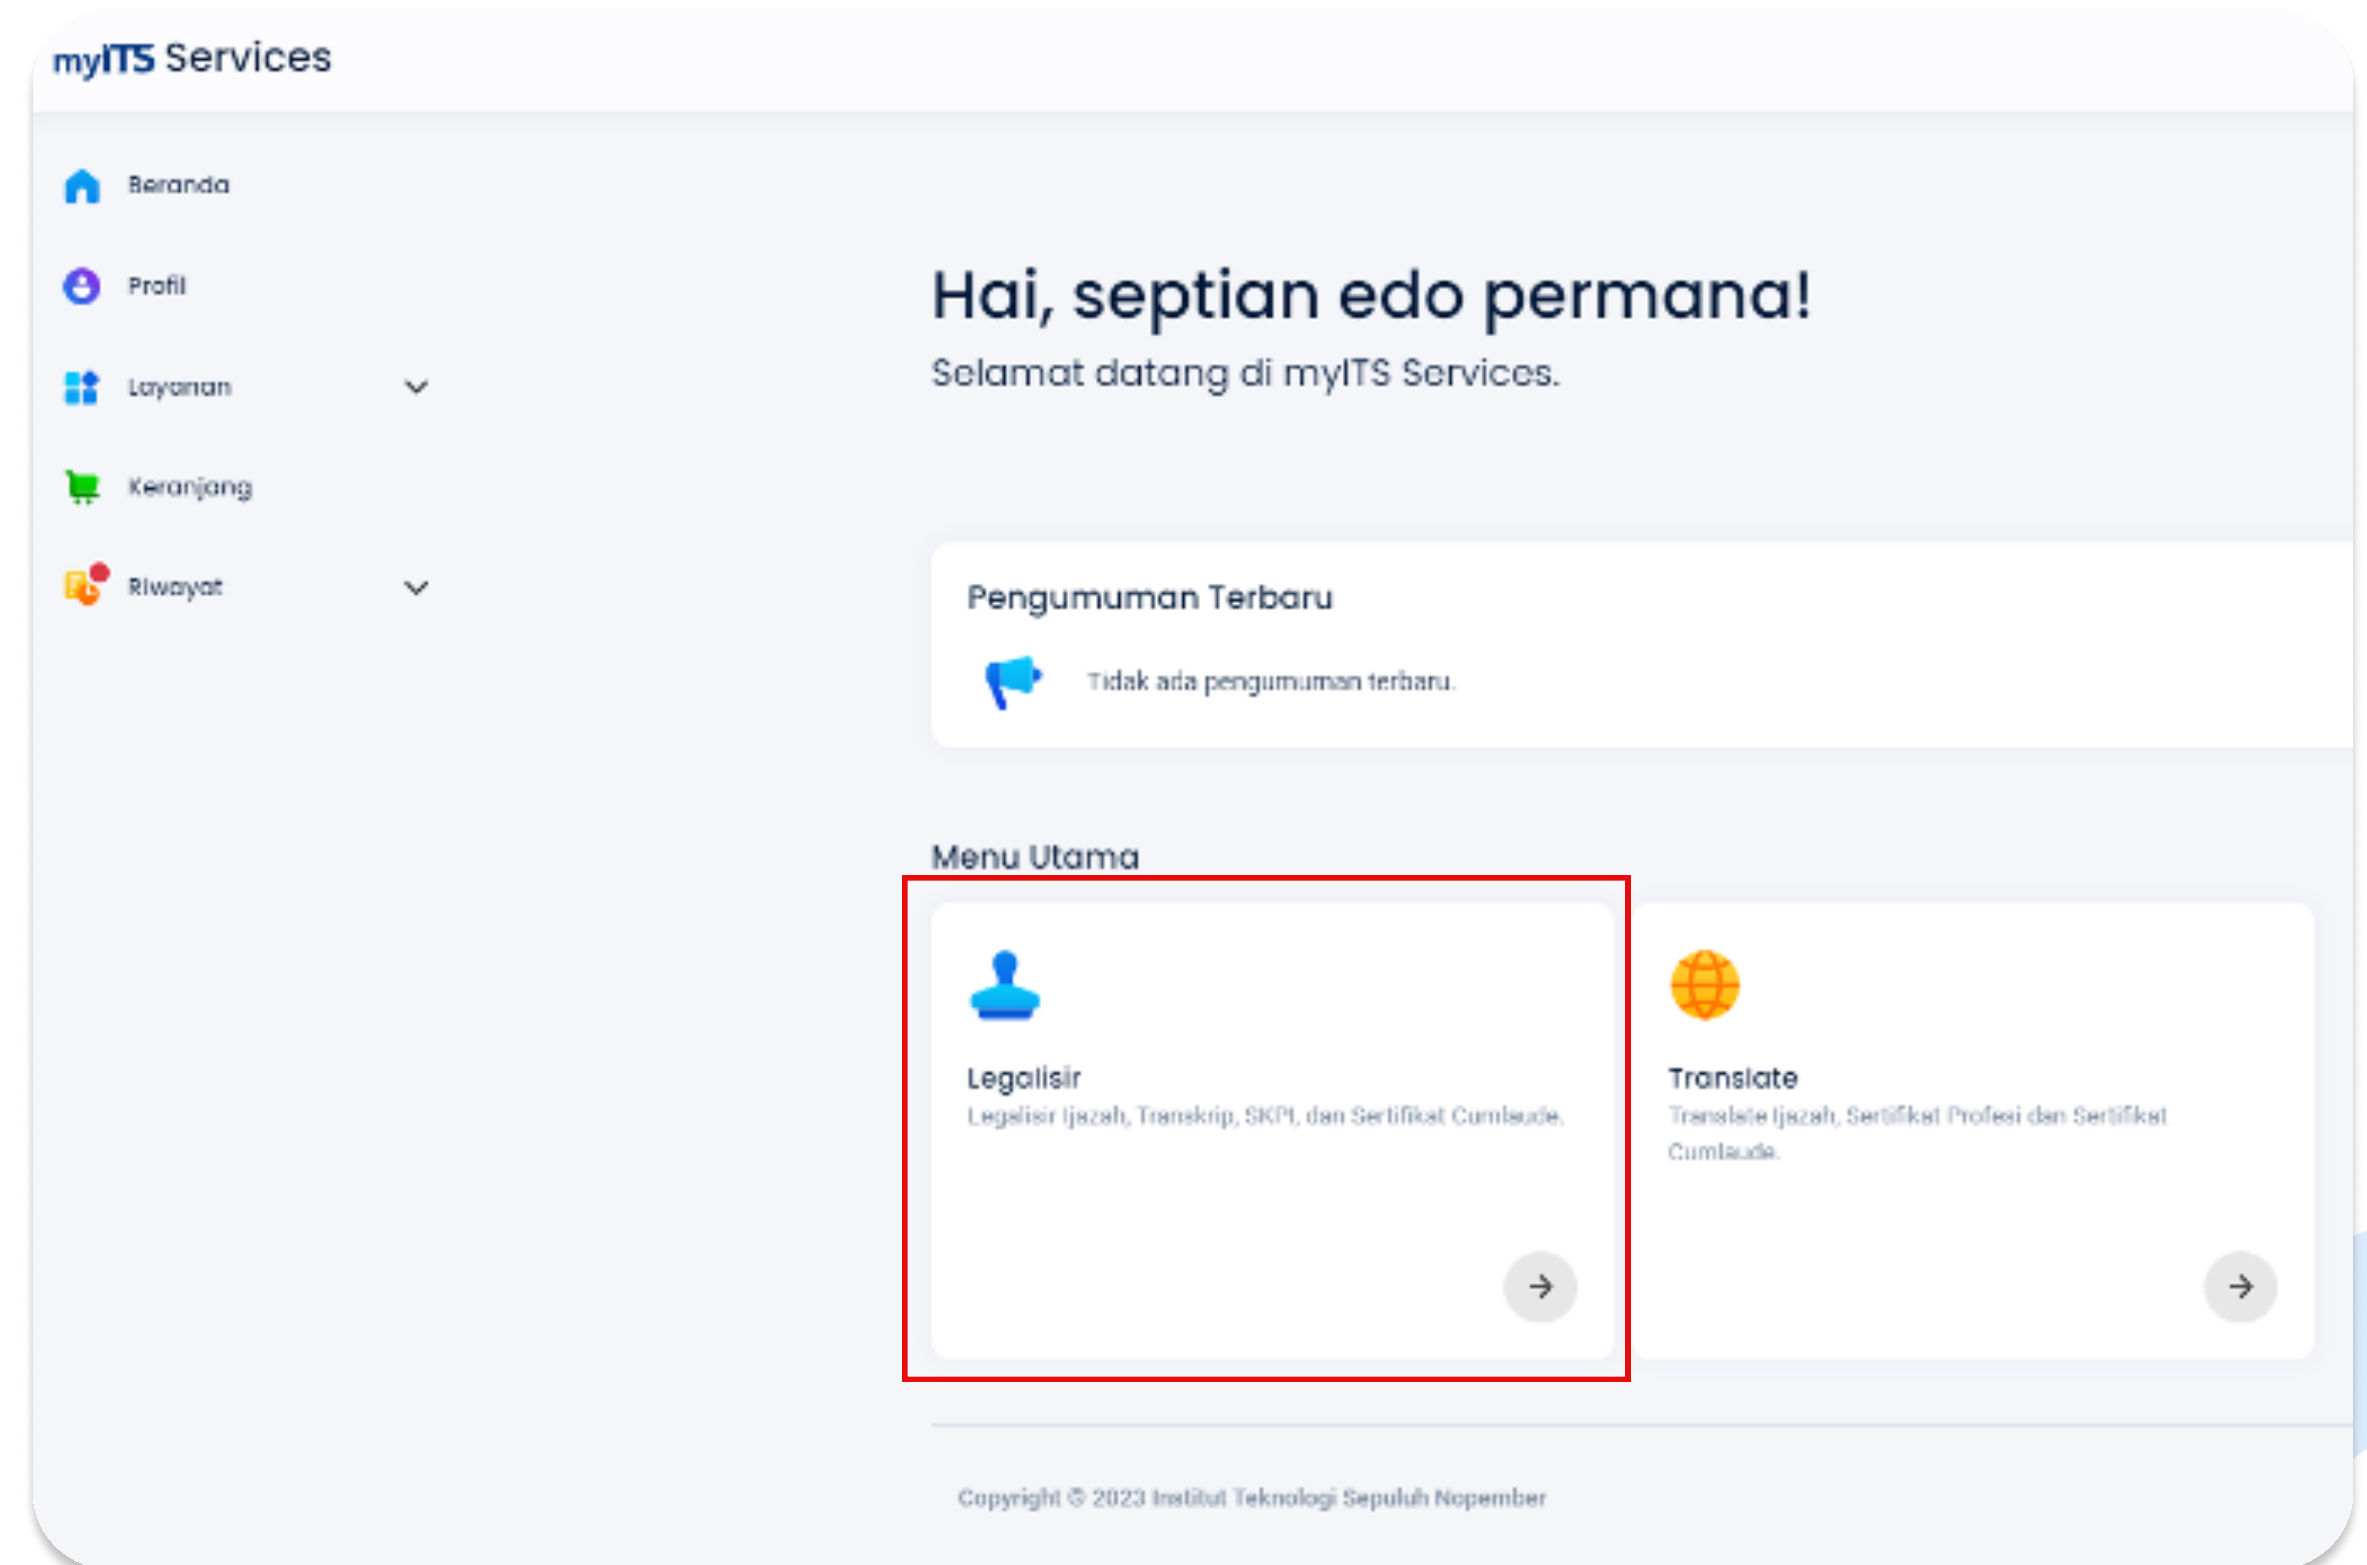 myITS Services
Beranda
Profil
Layanan
Keranjang
Riwayat
Hai, septian edo permana!
Selamat datang di myITS Services.
Pengumuman Terbaru
Tidak ada pengumuman terbaru.
Menu Utama
Legalisir
Legalisir Ijazah, Transkrip, SKPI, dan Sertifikat Cumlaude.
Translate
Translate Ijazah, Sertifikat Profesi dan Sertifikat
Cumlaude.
Copyright © 2023 Institut Teknologi Sepuluh Nopember